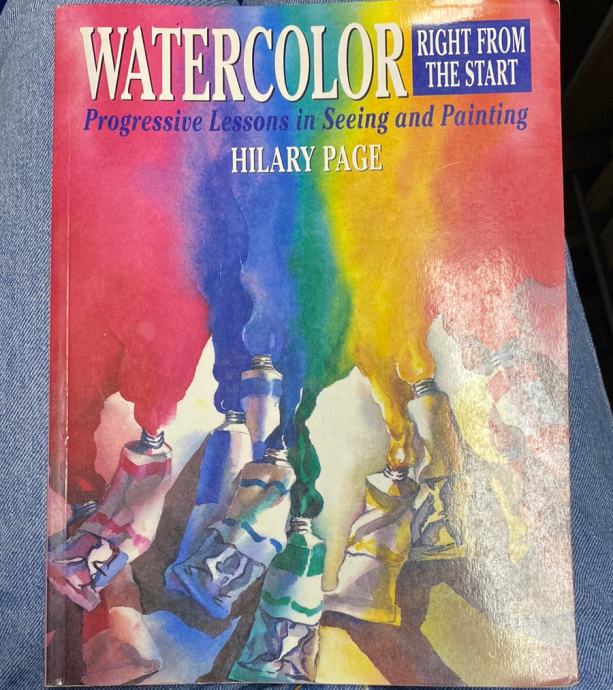 WATERCOLOR
RIGHT FROM
THE START
Progressive Lessons in Seeing and Painting
HILARY PAGE